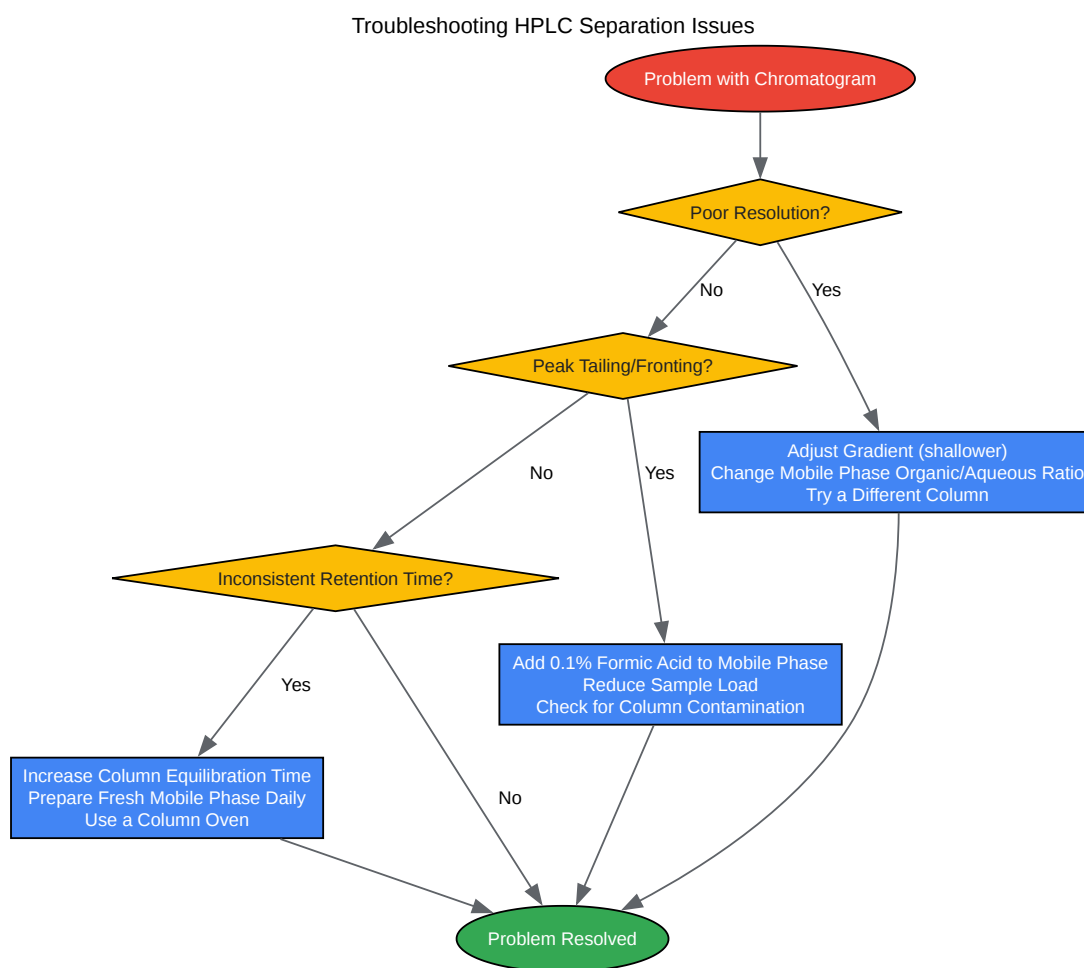 Troubleshooting HPLC Separation Issues
Problem with Chromatogram
Poor Resolution?
No
Yes
Peak Tailing/Fronting?
Adjust Gradient (shallower)
Change Mobile Phase Organic/Aqueous Ratio
Try a Different Column
No
Yes
Inconsistent Retention Time?
Add 0.1% Formic Acid to Mobile Phase
Reduce Sample Load
Check for Column Contamination
Yes
No
Increase Column Equilibration Time
Prepare Fresh Mobile Phase Daily
Use a Column Oven
Problem Resolved